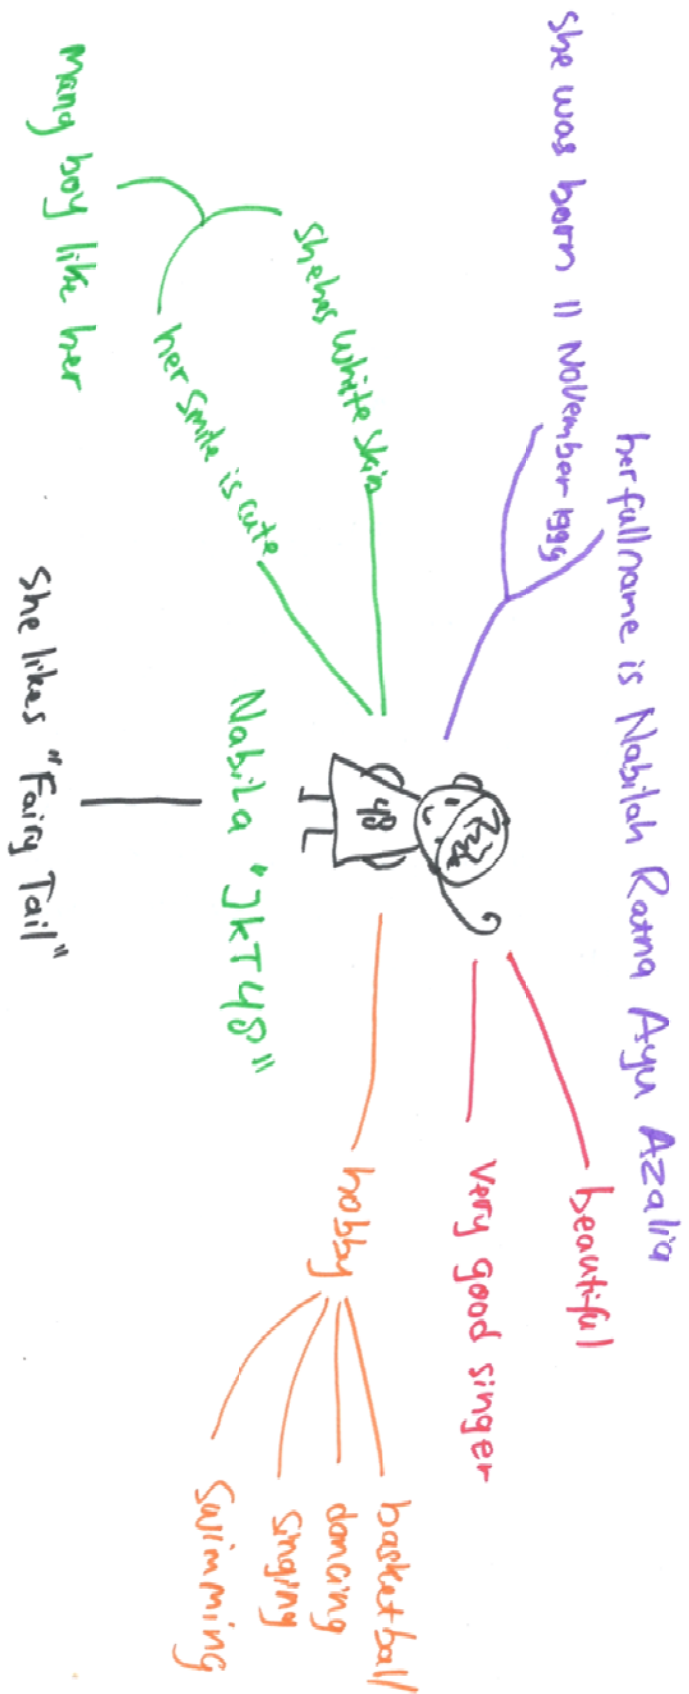 her full name is Nabilah Ratna Ayu Azalia
she was born 11 November 1999
beautiful
very good singer
she has white skin
her smile is cute
many boy like her
48
hobby
basketball
dancing
singing
swimming
Nabila "JKT48"
She likes "Fairy Tail"